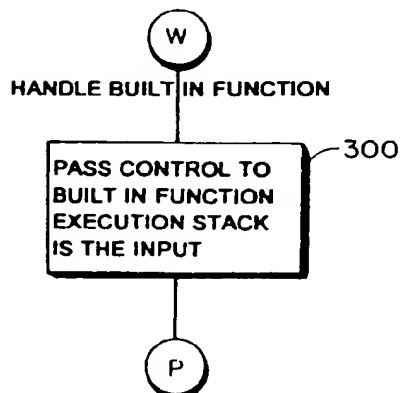 W
HANDLE BUILT IN FUNCTION
300
PASS CONTROL TO
BUILT IN FUNCTION
EXECUTION STACK
IS THE INPUT
P